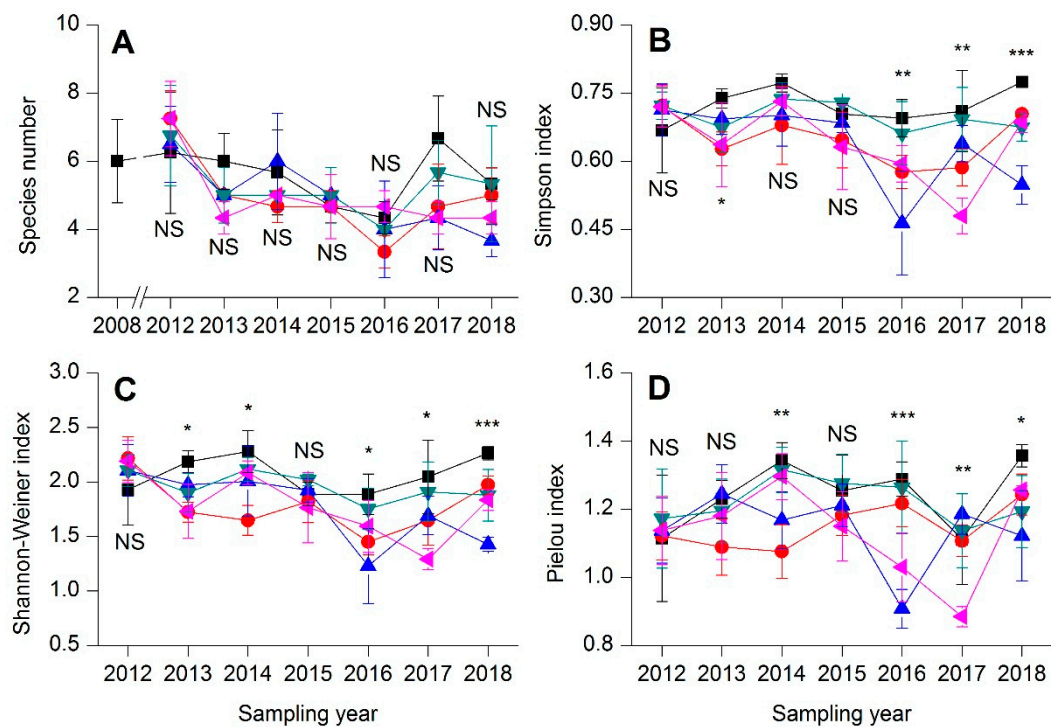 A
Species number
10
8
6
4
2
NS
NS
NS
NS
NS
NS
NS
2008 2012 2013 2014 2015 2016 2017 2018
B
Simpson index
0.90
0.75
0.60
0.45
0.30
NS
*
NS
NS
**
**
***
2012 2013 2014 2015 2016 2017 2018
C
Shannon-Weiner index
3.0
2.5
2.0
1.5
1.0
0.5
NS
*
*
NS
*
*
***
2012 2013 2014 2015 2016 2017 2018
Sampling year
D
Pielou index
1.6
1.4
1.2
1.0
0.8
NS
NS
**
NS
***
**
*
2012 2013 2014 2015 2016 2017 2018
Sampling year